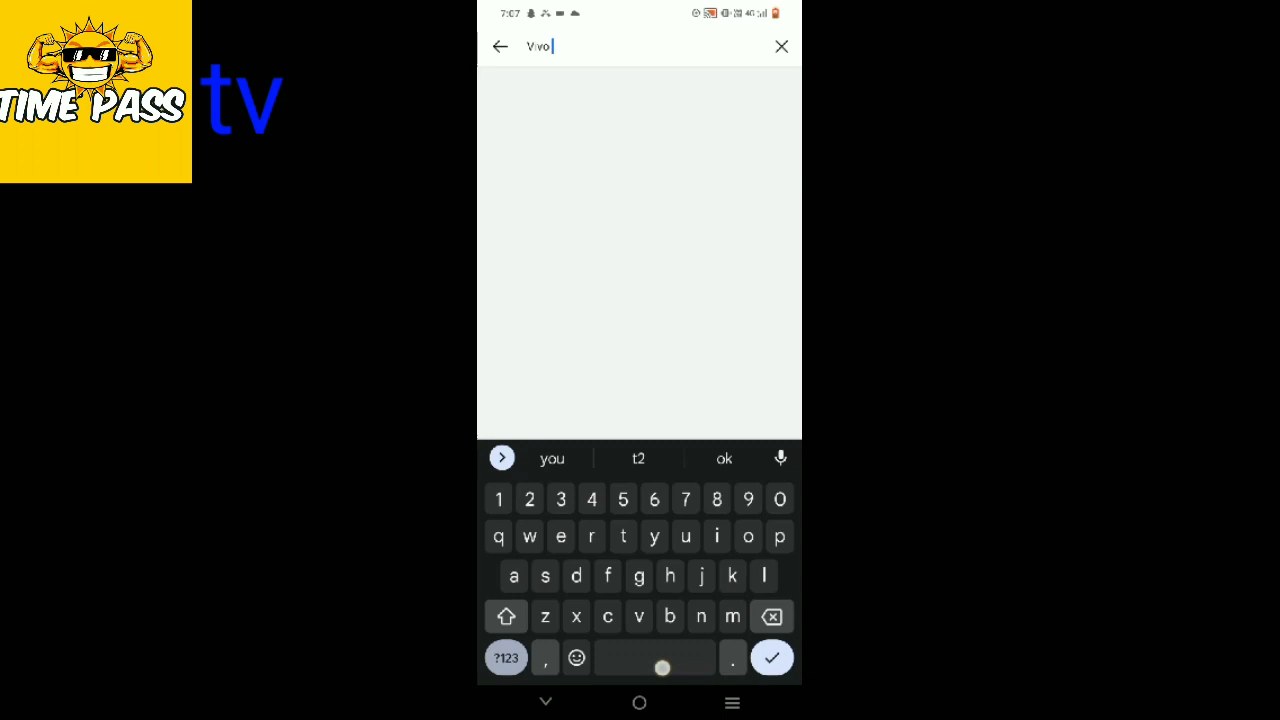 TIME PASS
tv
7:07
4G
Vivo
you t2 ok
1 2 3 4 5 6 7 8 9 0
q w e r t y u i o p
a s d f g h j k l
z x c v b n m
?123 , .